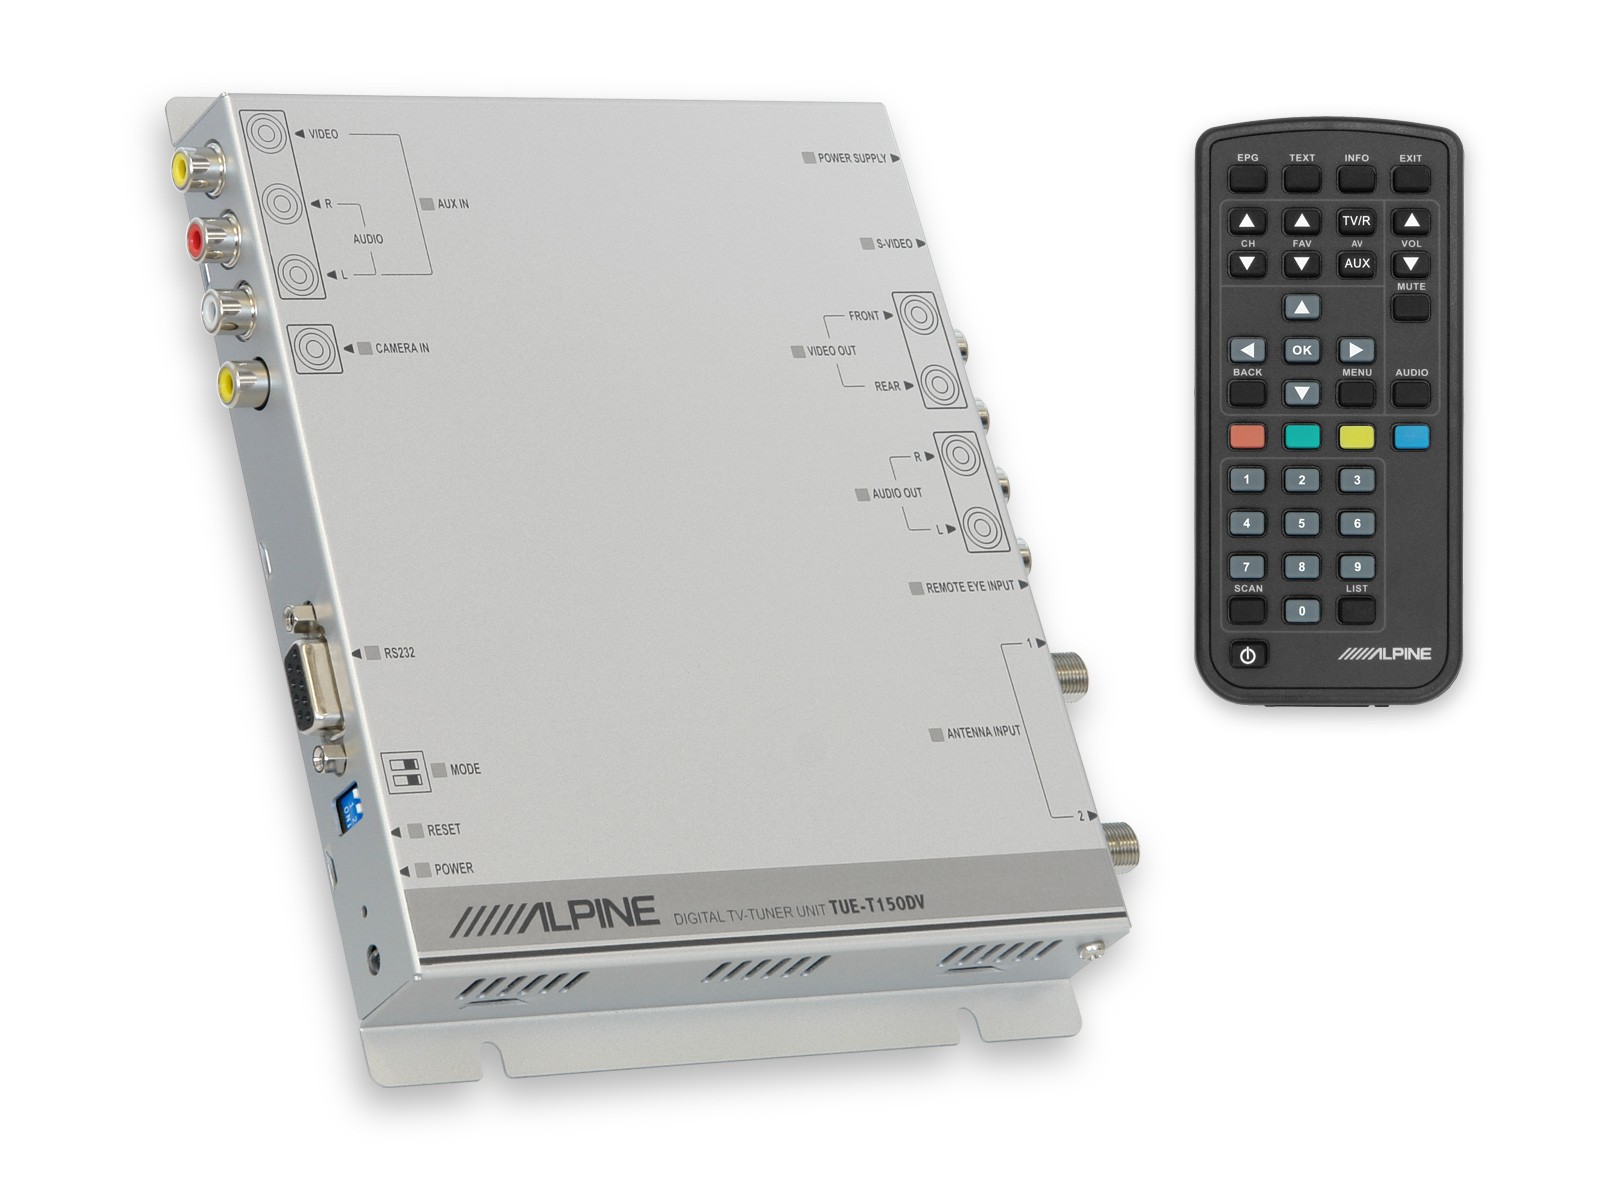 VIDEO
R
AUDIO
L
AUX IN
CAMERA IN
RS232
MODE
RESET
POWER
POWER SUPPLY
S-VIDEO
FRONT
VIDEO OUT
REAR
R
AUDIO OUT
L
REMOTE EYE INPUT
1
ANTENNA INPUT
2
ALPINE DIGITAL TV-TUNER UNIT TUE-T150DV
EPG TEXT INFO EXIT
TV/R
CH FAV AV VOL
AUX
MUTE
OK
BACK MENU AUDIO
1 2 3
4 5 6
7 8 9
SCAN LIST
0
ALPINE